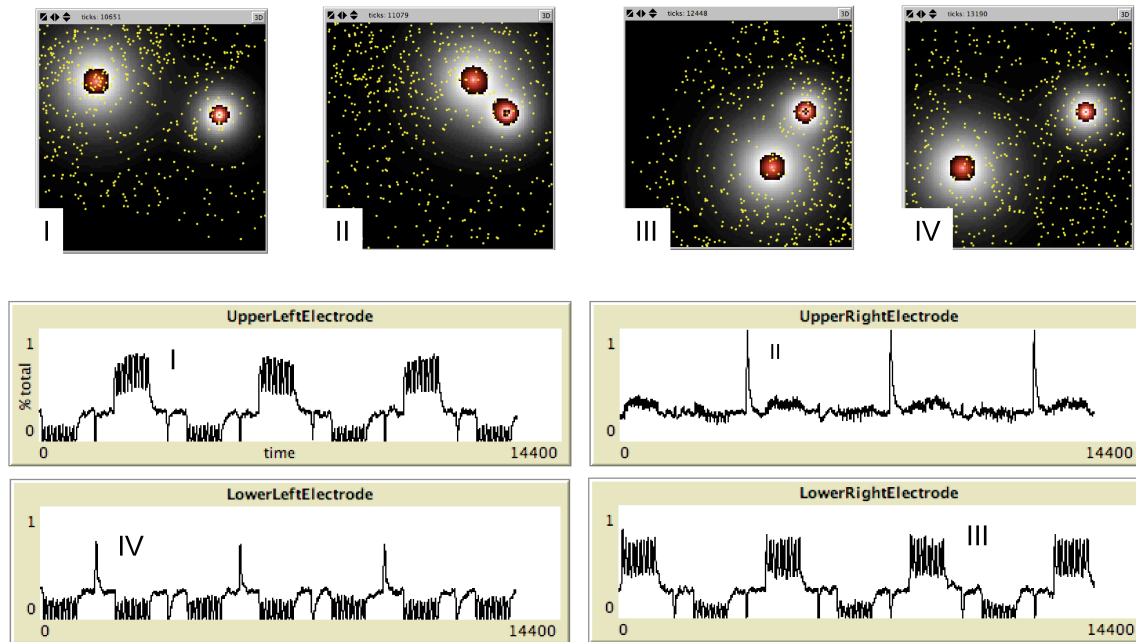 ticks: 10651 3D
ticks: 11079 3D
ticks: 12448 3D
ticks: 13190 3D
I
II
III
IV
UpperLeftElectrode
1
% total
0
0 time 14400
I
UpperRightElectrode
1
0
0 14400
II
LowerLeftElectrode
1
0
0 14400
IV
LowerRightElectrode
1
0
0 14400
III